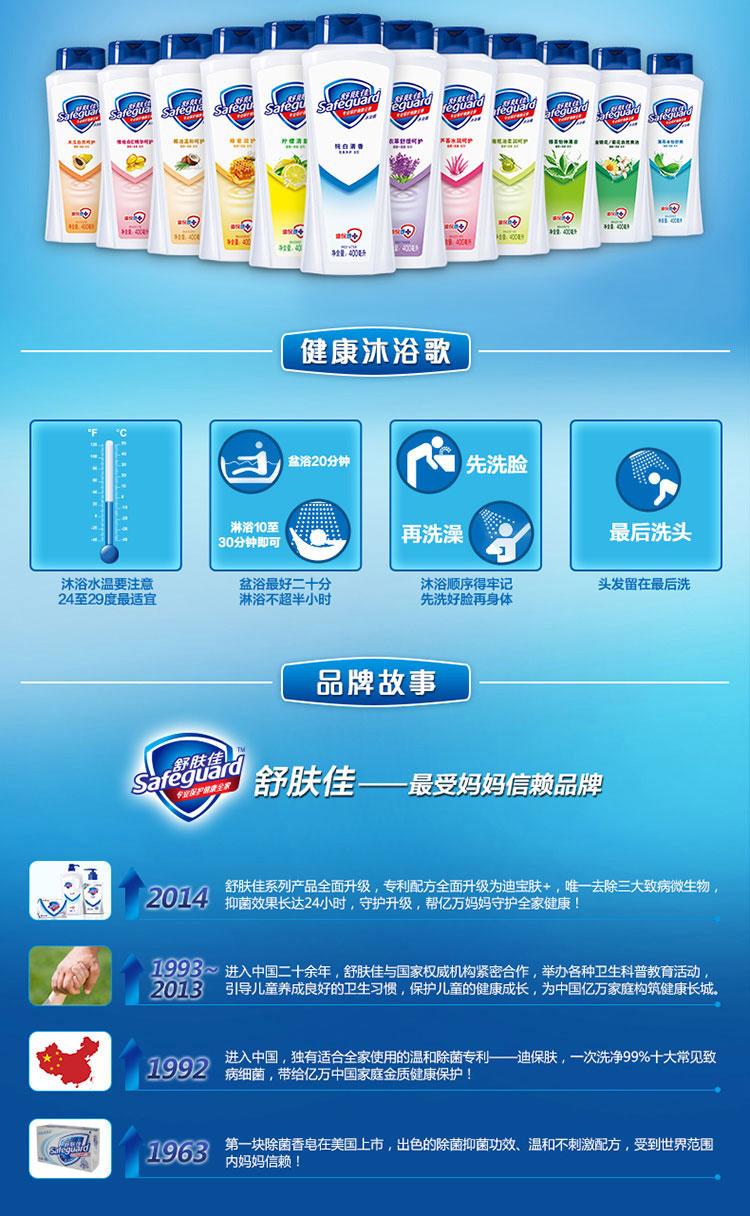 舒肤佳
Safeguard
纯白清香
净含量：400毫升
健康沐浴歌
°F °C
盆浴20分钟
淋浴10至
30分钟即可
先洗脸
再洗澡
最后洗头
沐浴水温要注意
24至29度最适宜
盆浴最好二十分
淋浴不超半小时
沐浴顺序得牢记
先洗好脸再身体
头发留在最后洗
品牌故事
舒肤佳
Safeguard™
专业保护健康全家
舒肤佳——最受妈妈信赖品牌
2014
舒肤佳系列产品全面升级，专利配方全面升级为迪宝肤+，唯一去除三大致病微生物，
抑菌效果长达24小时，守护升级，帮亿万妈妈守护全家健康！
1993~
2013
进入中国二十余年，舒肤佳与国家权威机构紧密合作，举办各种卫生科普教育活动，
引导儿童养成良好的卫生习惯，保护儿童的健康成长，为中国亿万家庭构筑健康长城。
1992
进入中国，独有适合全家使用的温和除菌专利——迪保肤，一次洗净99%十大常见致
病细菌，带给亿万中国家庭金质健康保护！
1963
第一块除菌香皂在美国上市，出色的除菌抑菌功效、温和不刺激配方，受到世界范围
内妈妈信赖！